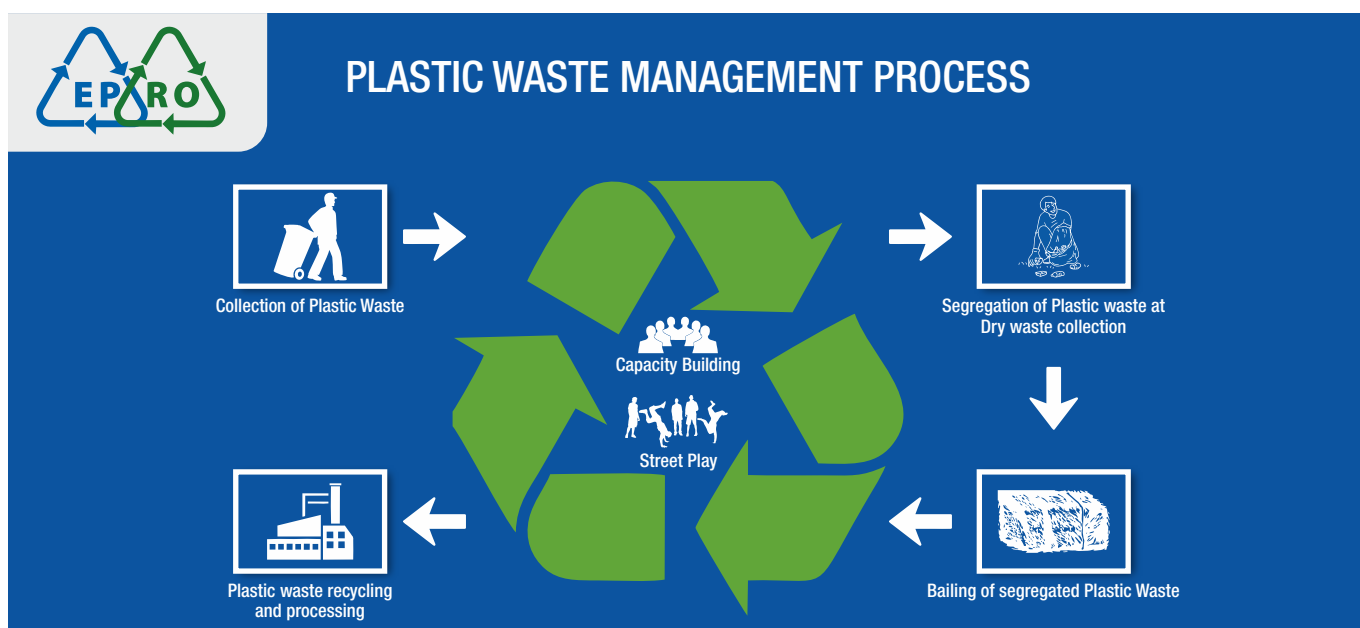 EPRO
PLASTIC WASTE MANAGEMENT PROCESS
Collection of Plastic Waste
Segregation of Plastic waste at
Dry waste collection
Capacity Building
Street Play
Plastic waste recycling
and processing
Bailing of segregated Plastic Waste